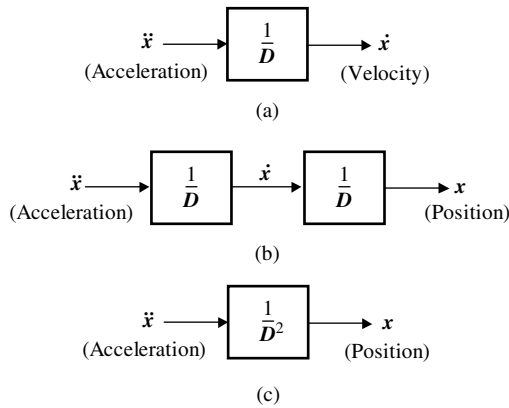 ẍ 1/D ẋ
(Acceleration) (Velocity)
(a)
ẍ 1/D ẋ 1/D x
(Acceleration) (Position)
(b)
ẍ 1/D² x
(Acceleration) (Position)
(c)